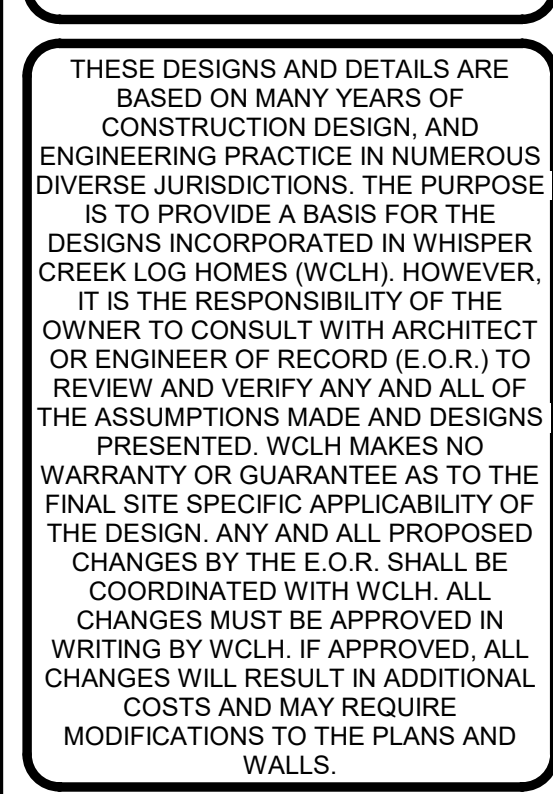 THESE DESIGNS AND DETAILS ARE
BASED ON MANY YEARS OF
CONSTRUCTION DESIGN, AND
ENGINEERING PRACTICE IN NUMEROUS
DIVERSE JURISDICTIONS. THE PURPOSE
IS TO PROVIDE A BASIS FOR THE
DESIGNS INCORPORATED IN WHISPER
CREEK LOG HOMES (WCLH). HOWEVER,
IT IS THE RESPONSIBILITY OF THE
OWNER TO CONSULT WITH ARCHITECT
OR ENGINEER OF RECORD (E.O.R.) TO
REVIEW AND VERIFY ANY AND ALL OF
THE ASSUMPTIONS MADE AND DESIGNS
PRESENTED. WCLH MAKES NO
WARRANTY OR GUARANTEE AS TO THE
FINAL SITE SPECIFIC APPLICABILITY OF
THE DESIGN. ANY AND ALL PROPOSED
CHANGES BY THE E.O.R. SHALL BE
COORDINATED WITH WCLH. ALL
CHANGES MUST BE APPROVED IN
WRITING BY WCLH. IF APPROVED, ALL
CHANGES WILL RESULT IN ADDITIONAL
COSTS AND MAY REQUIRE
MODIFICATIONS TO THE PLANS AND
WALLS.